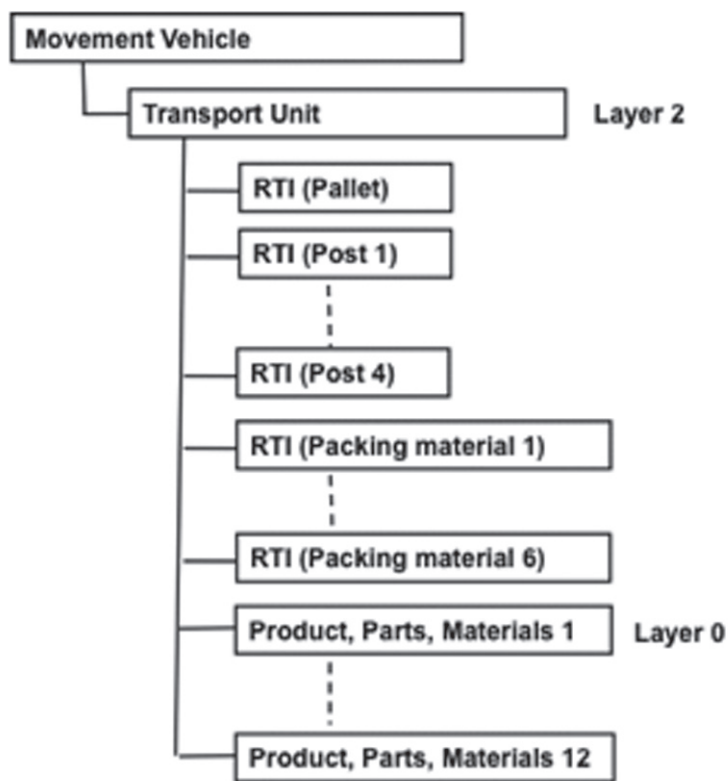 Movement Vehicle
Transport Unit Layer 2
RTI (Pallet)
RTI (Post 1)
RTI (Post 4)
RTI (Packing material 1)
RTI (Packing material 6)
Product, Parts, Materials 1 Layer 0
Product, Parts, Materials 12